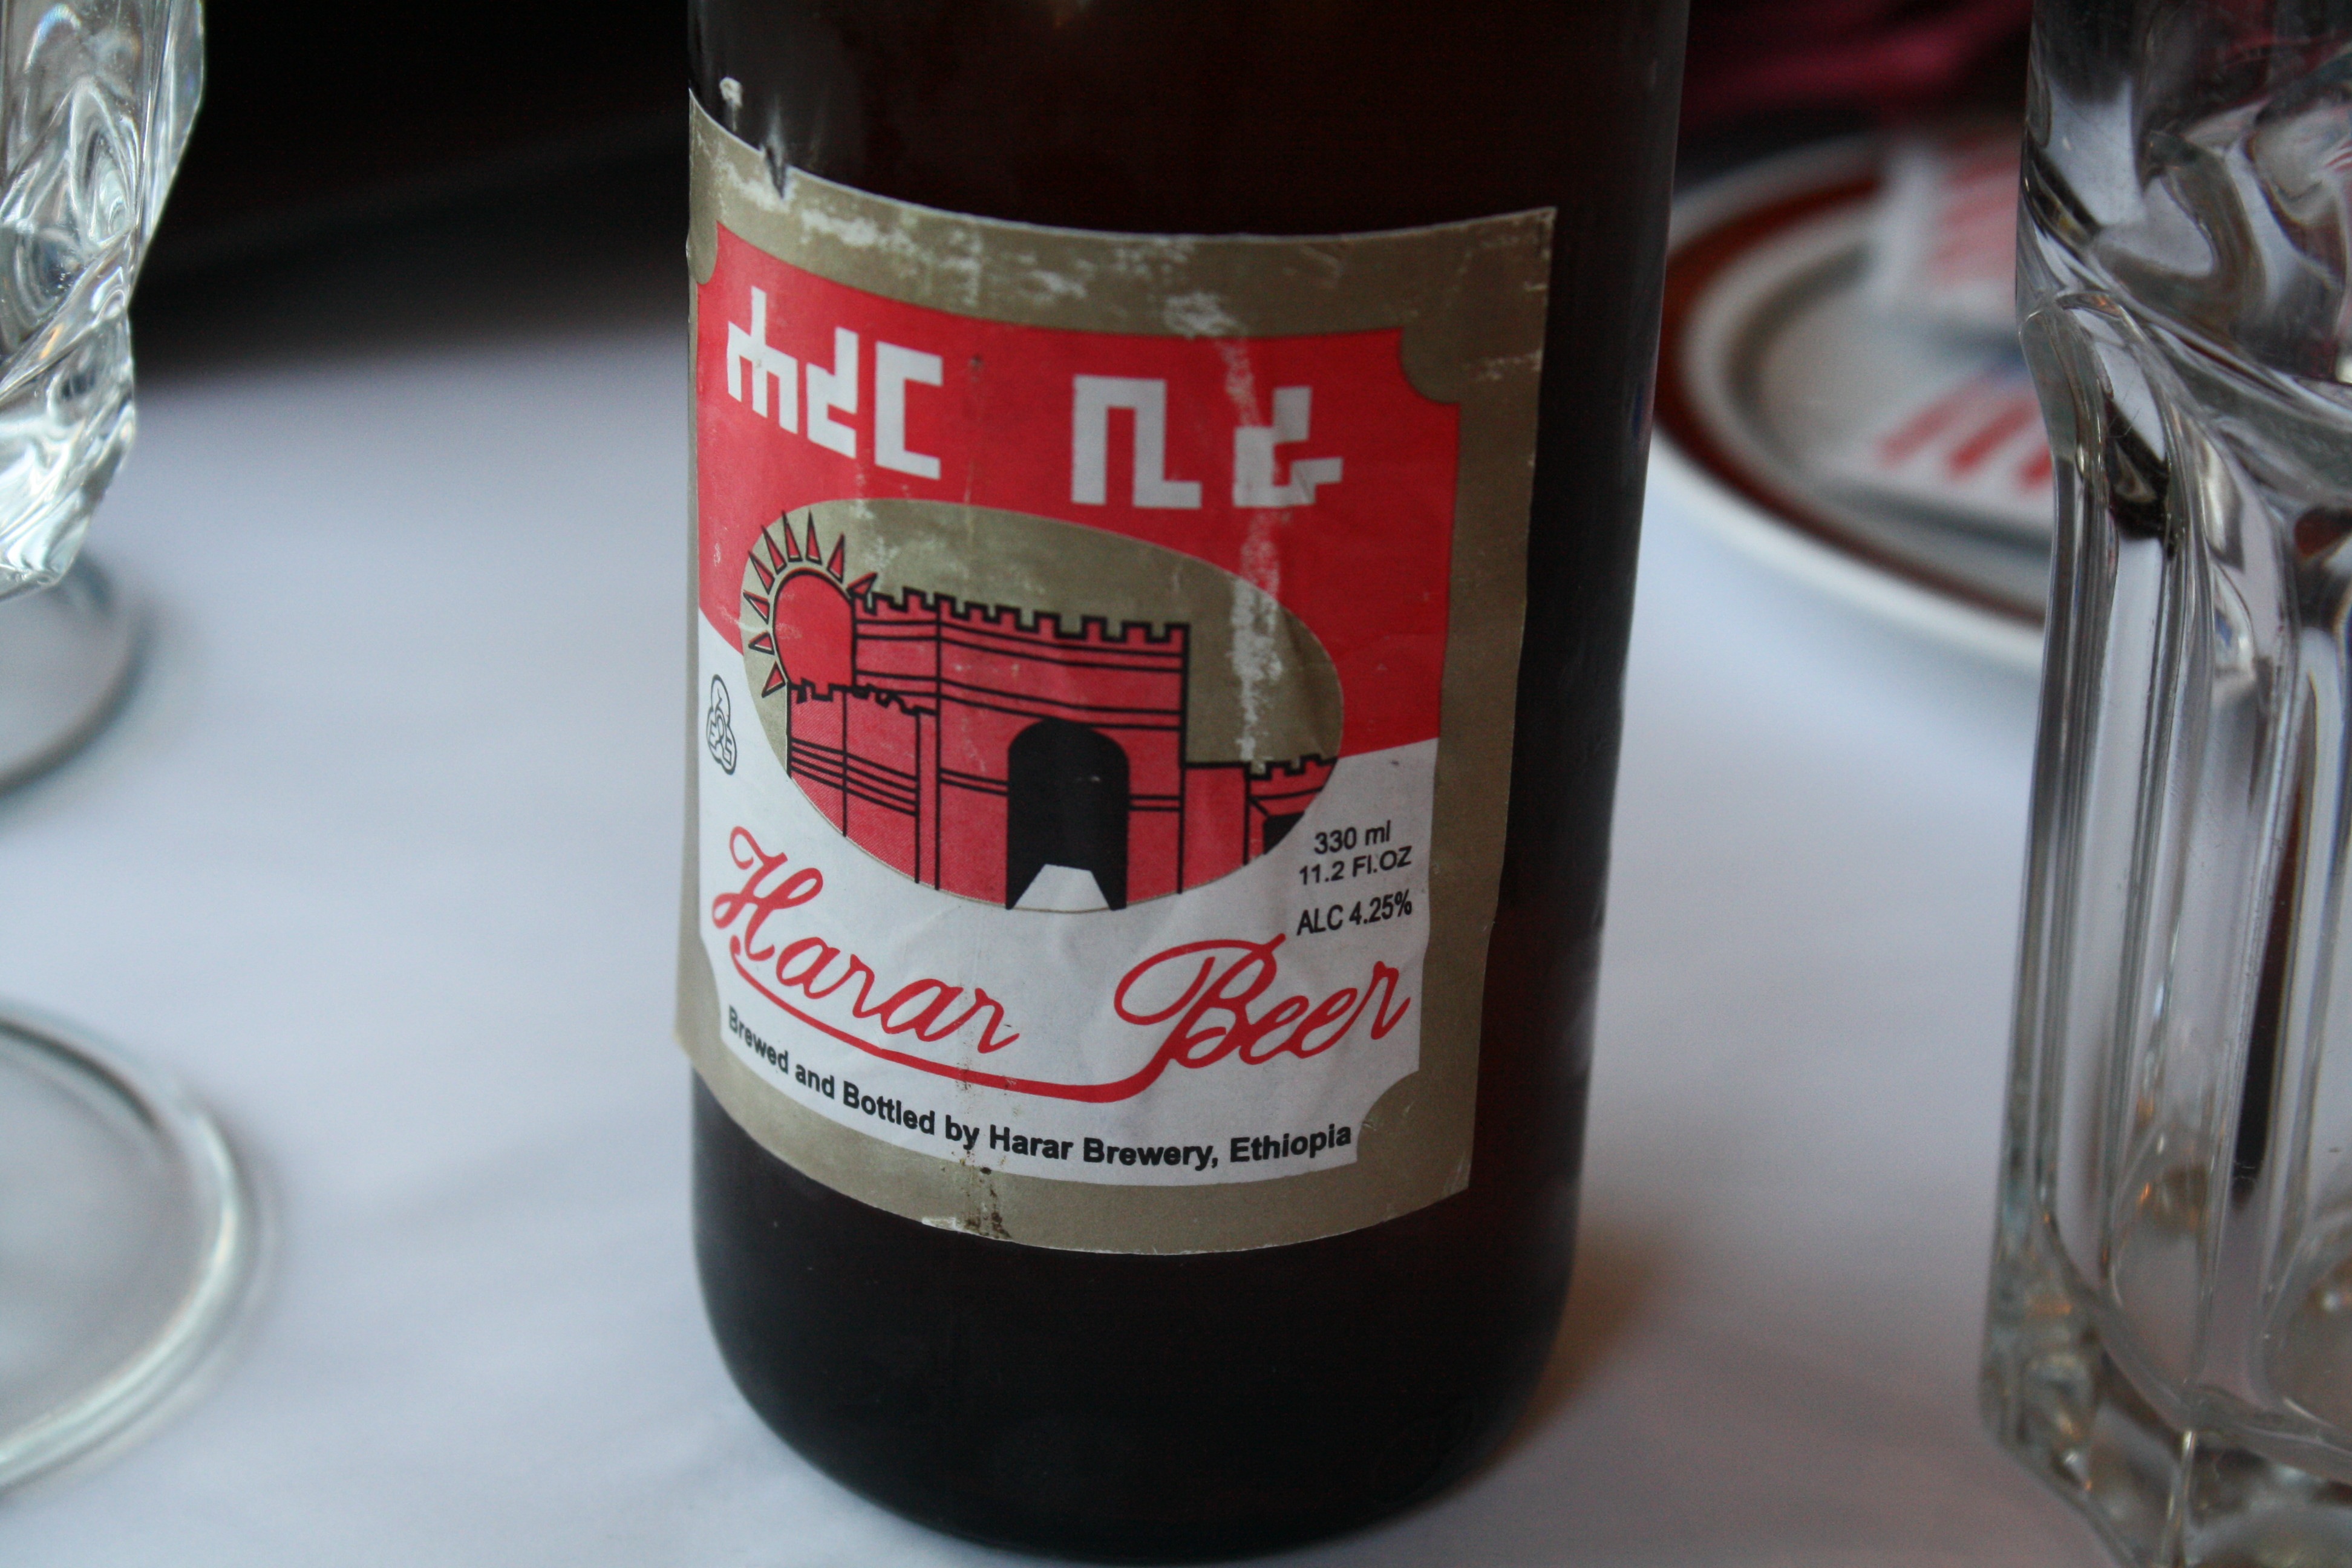 ሐረር ቢራ
330 ml
11.2 Fl.OZ
ALC 4.25%
Harar Beer
Brewed and Bottled by Harar Brewery, Ethiopia